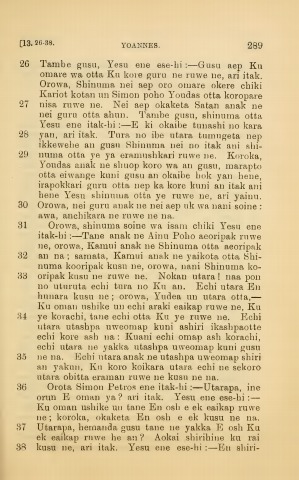 [13. 26-38. YOANNES. 289
26 Tambe gusu, Yesu ene ese-hi :—Gusu aep Ku
omare wa otta Ku kore guru ne ruwe ne, ari itak.
Orowa, Shinuma nei aep oro omare okere chiki
Kariot kotan un Simon poho Youdas otta koropare
27 nisa ruwe ne. Nei aep okaketa Satan anak ne
nei guru otta ahun. Tambe gusu, shinuma otta
Yesu ene itak-hi :—E ki okaibe tunashi no kara
28 yan, ari itak. Tura no ibe utara tumugeta nep
ikkewehe an gusu Shinuma nei no itak ani shi-
29 numa otta ye ya eramushkari ruwe ne. Koroka,
Youdas anak ne shuop koro wa an gusu, marapto
otta eiwange kuni gusu an okaibe hok yan hene,
irapokkari guru otta nep ka kore kuni an itak ani
hene Yesu shinuma otta ye ruwe ne, ari yainu.
30 Orowa, nei guru anak ne nei aep uk wa nani soine :
awa, anchikara ne ruwe ne na.
31 Orowa, shinuma soine wa isam chiki Yesu ene
itak-hi :—Tane anak ne Ainu Poho aeoripak ruwe
ne, orowa, Kamui anak ne Shinuma otta aeoripak
32 an na ; samata, Kamui anak ne yaikota otta Shi-
numa kooripak kusu ne, orowa, nani Shinuma ko-
33 oripak kusu ne ruwe ne. Nokan utara ! naa pon
no uturuta echi tura no Ku an. Echi utara En
hunara kusu ne ; orowa, Yudea un utara otta,—
Ku oman ushike un echi araki eaikap ruwe ne, Ku
34 ye korachi, tane echi otta Ku ye ruwe ne. Echi
utara utashpa uweomap kuni ashiri ikashpaotte
echi kore ash na : Kuani echi omap ash korachi,
echi utara ne yakka utashpa uweomap kuni gusu
35 ne na. Echi utara anak ne utashpa uweomap shiri
an yakun, Ku koro koikara utara echi ne sekoro
utara obitta eraman ruwe ne kusu ne na.
36 Orota Simon Petros ene itak-hi :—Utarapa, ine
orun E oman ya ? ari itak. Yesu ene ese-hi :—
Ku oman ushike un tane En osh e ek eaikap ruwe
ne ; koroka, okaketa En osh e ek kusu ne na.
37 Utarapa, hemanda gusu tane ne yakka E osh Ku
ek eaikap ruwe he an ? Aokai shirihine ku rai
38 kusu ne, ari itak. Yesu ene ese-hi :—En shiri-